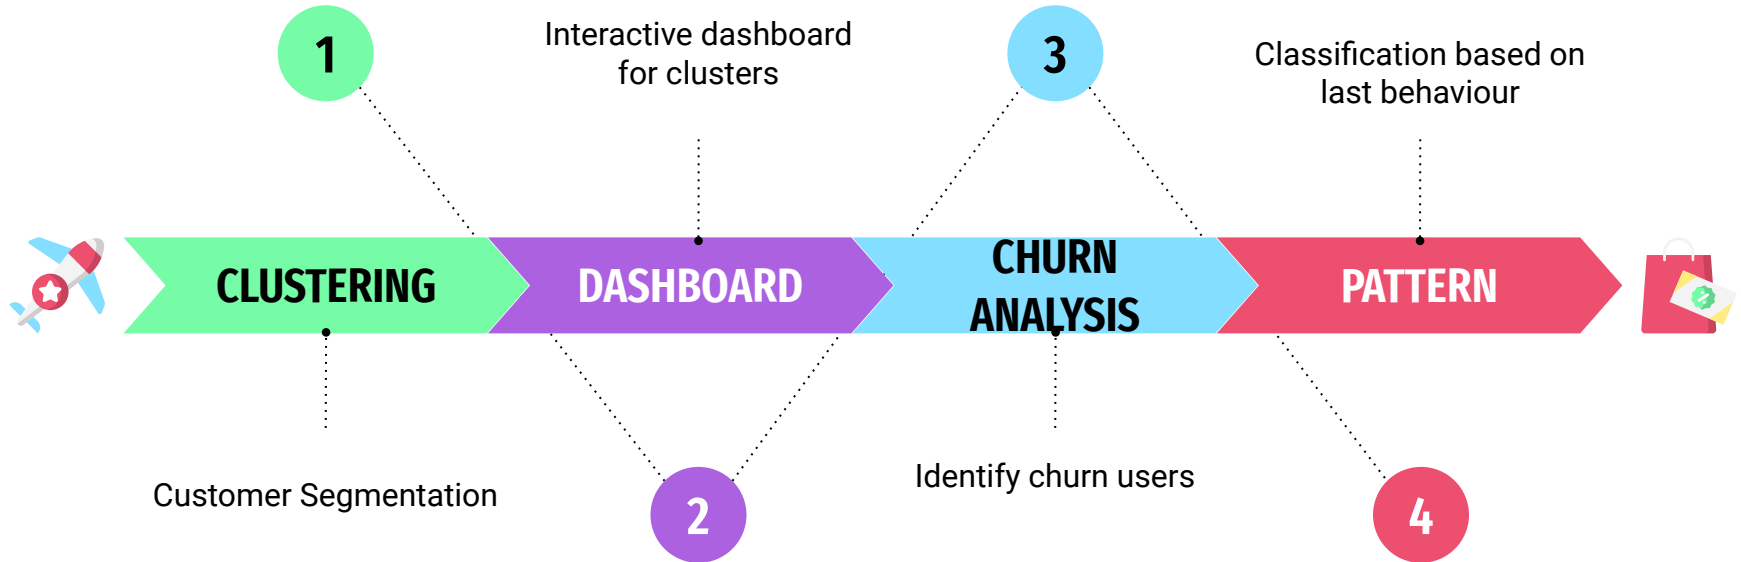 1
Interactive dashboard
for clusters
3
Classification based on
last behaviour
CLUSTERING
DASHBOARD
CHURN
ANALYSIS
PATTERN
Customer Segmentation
2
Identify churn users
4